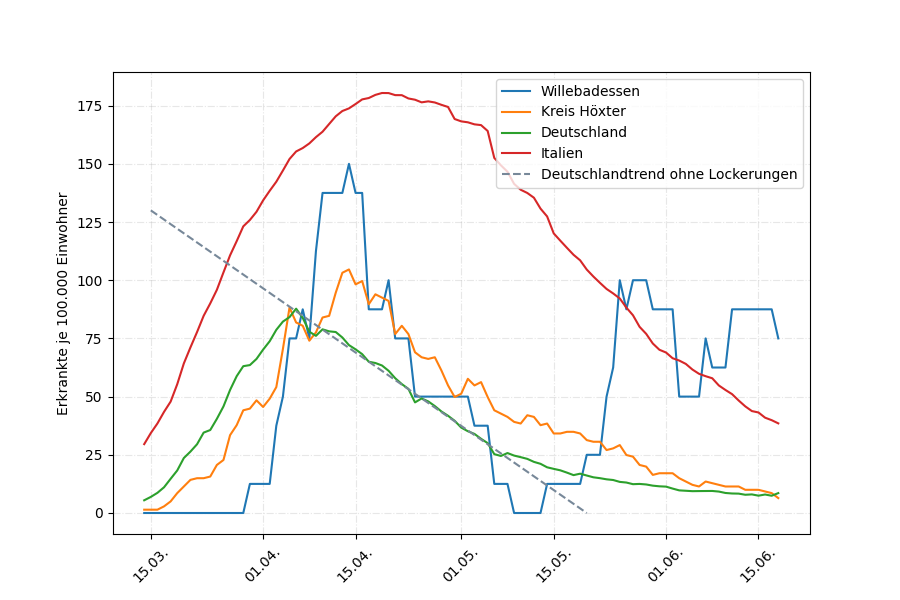 Willebadessen
Kreis Höxter
Deutschland
Italien
Deutschlandtrend ohne Lockerungen
Erkrankte je 100.000 Einwohner
175
150
125
100
75
50
25
0
15.03.
01.04.
15.04.
01.05.
15.05.
01.06.
15.06.